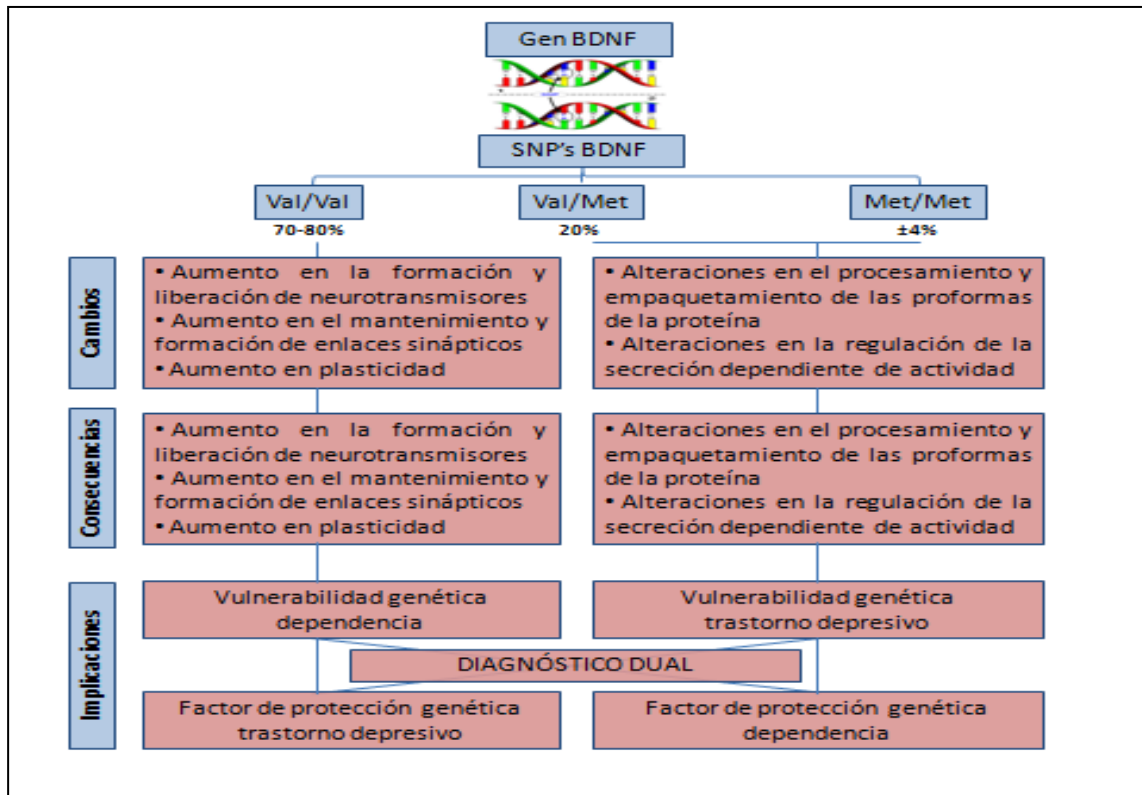 Gen BDNF
SNP's BDNF
Val/Val
Val/Met
Met/Met
70-80%
20%
±4%
Cambios
• Aumento en la formación y
liberación de neurotransmisores
• Aumento en el mantenimiento y
formación de enlaces sinápticos
• Aumento en plasticidad
• Alteraciones en el procesamiento y
empaquetamiento de las proformas
de la proteína
• Alteraciones en la regulación de la
secreción dependiente de actividad
Consecuencias
• Aumento en la formación y
liberación de neurotransmisores
• Aumento en el mantenimiento y
formación de enlaces sinápticos
• Aumento en plasticidad
• Alteraciones en el procesamiento y
empaquetamiento de las proformas
de la proteína
• Alteraciones en la regulación de la
secreción dependiente de actividad
Implicaciones
Vulnerabilidad genética
dependencia
Vulnerabilidad genética
trastorno depresivo
DIAGNÓSTICO DUAL
Factor de protección genética
trastorno depresivo
Factor de protección genética
dependencia